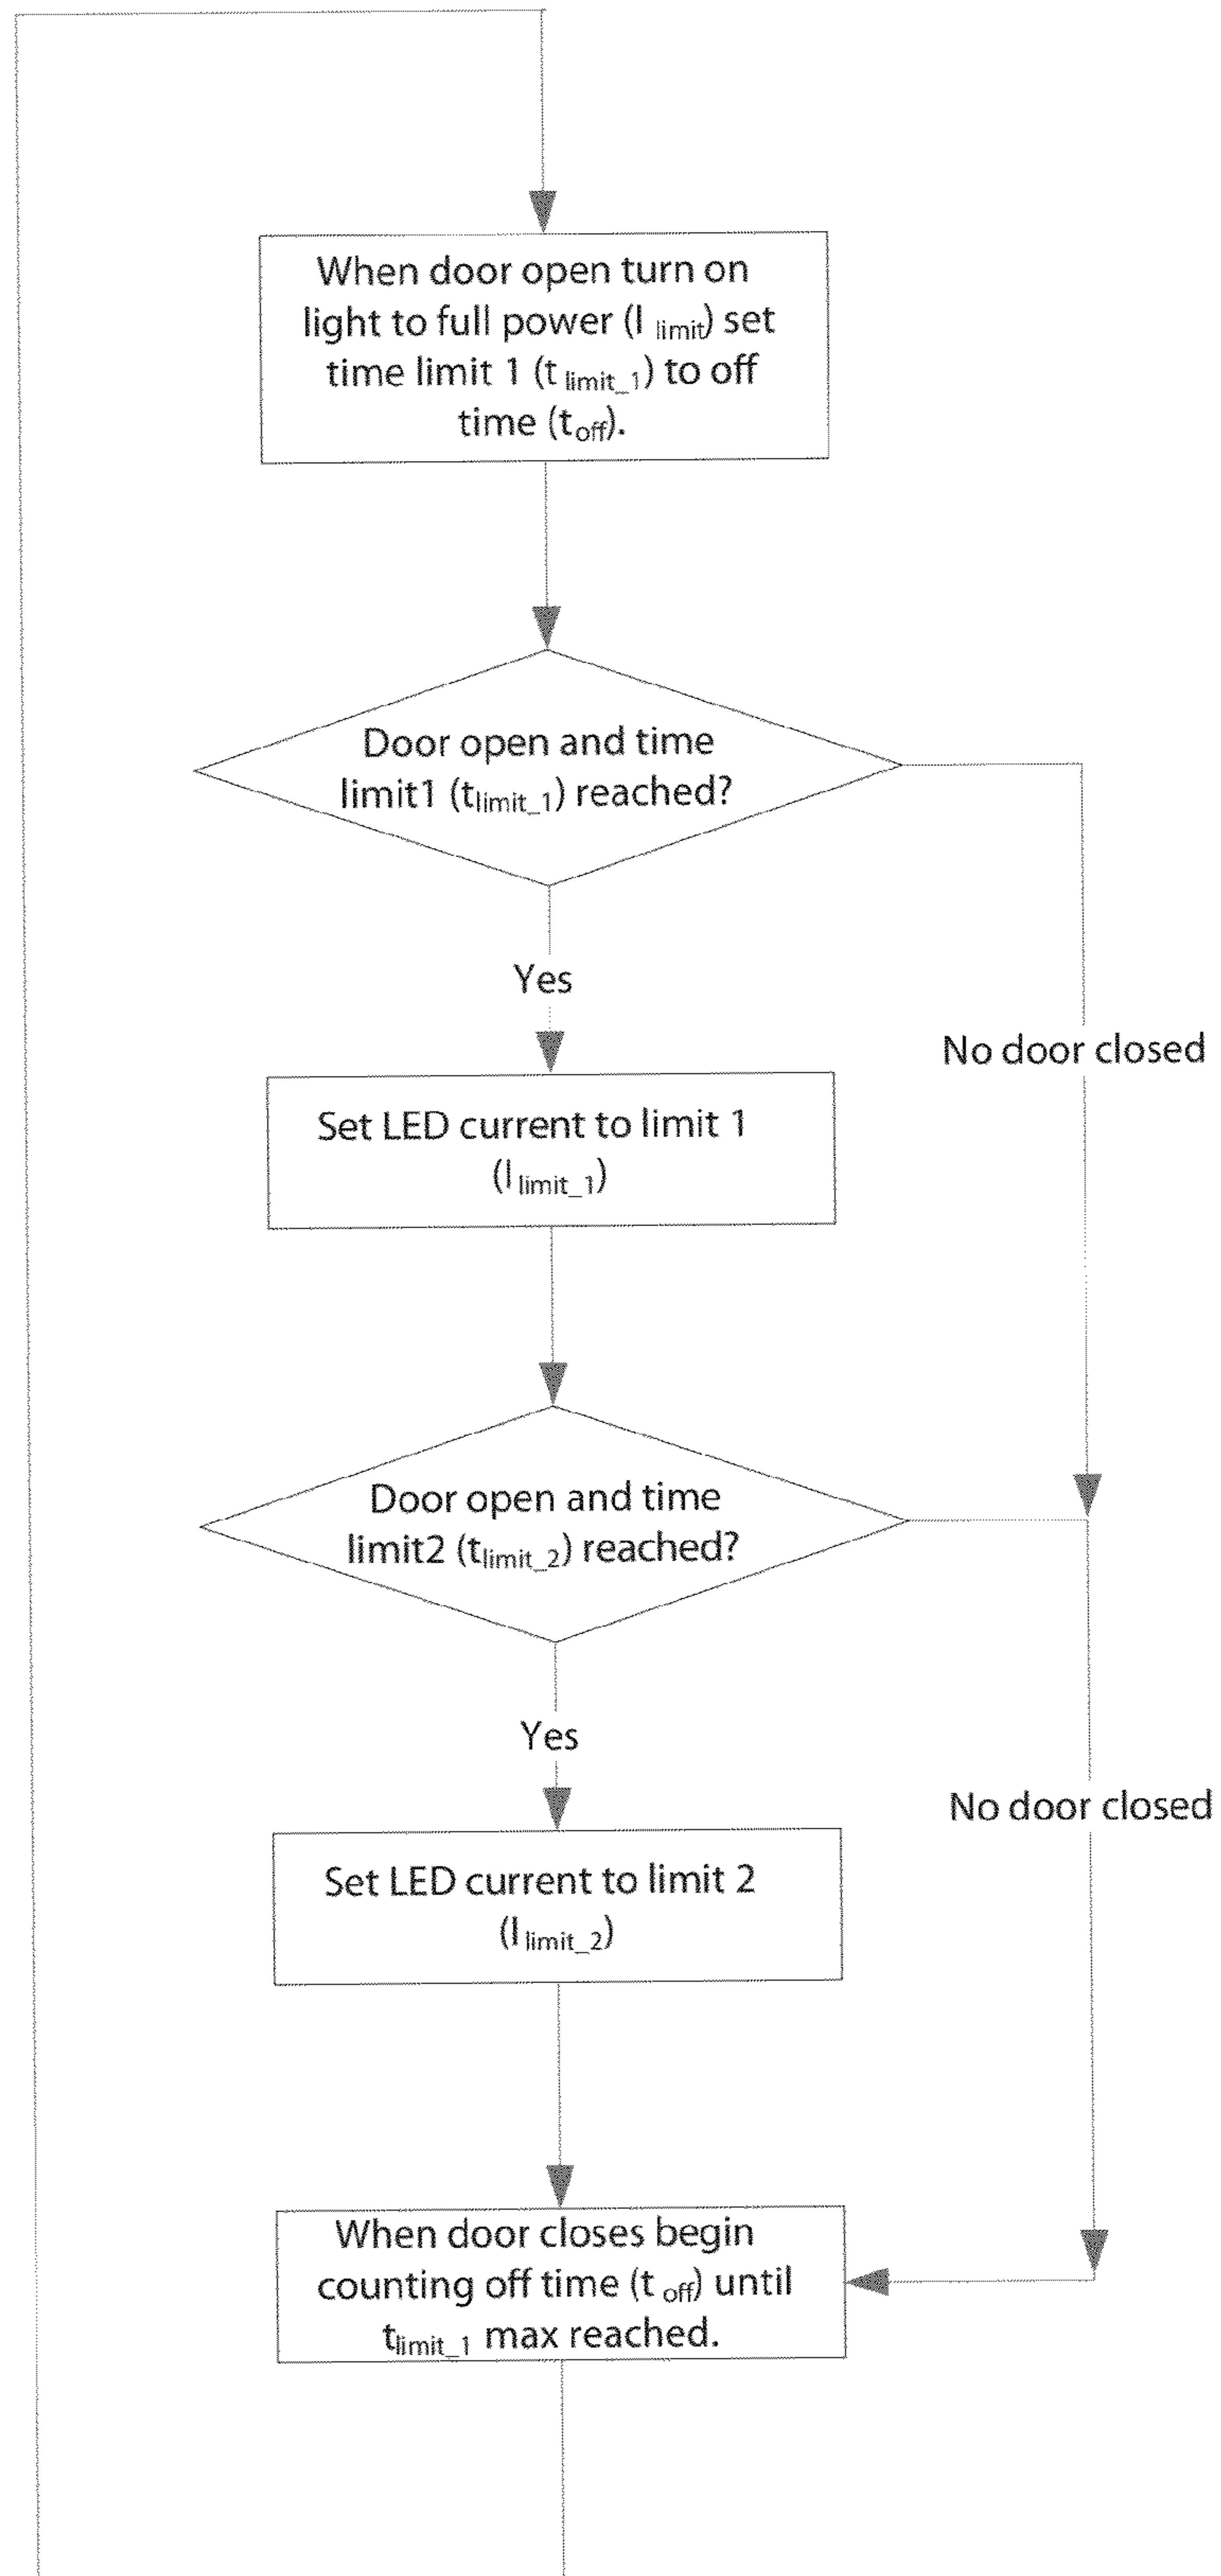 When door open turn on
light to full power (I limit) set
time limit 1 (t limit_1) to off
time (toff).
Door open and time
limit1 (tlimit_1) reached?
Yes
No door closed
Set LED current to limit 1
(I limit_1)
Door open and time
limit2 (tlimit_2) reached?
Yes
No door closed
Set LED current to limit 2
(I limit_2)
When door closes begin
counting off time (t off) until
tlimit_1 max reached.